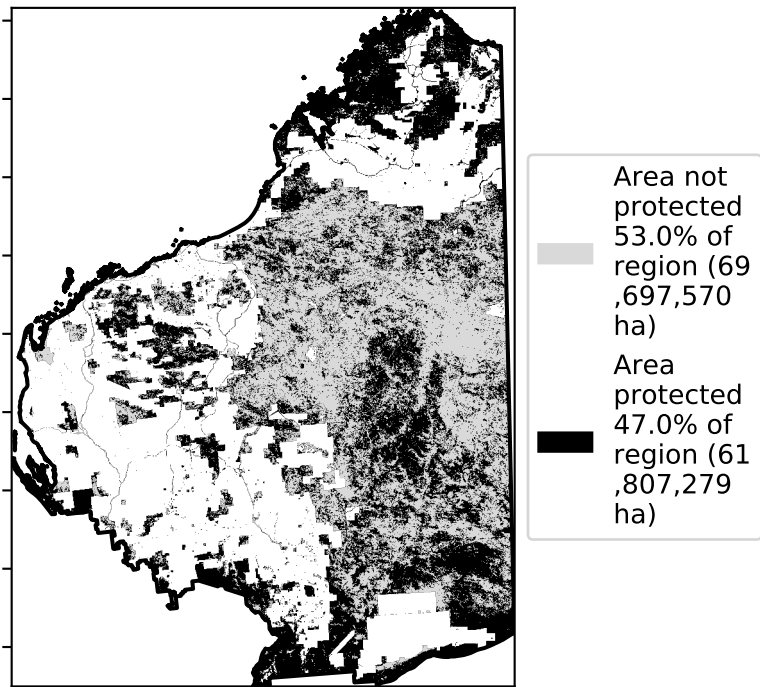 Area not
protected
53.0% of
region (69
,697,570
ha)
Area
protected
47.0% of
region (61
,807,279
ha)